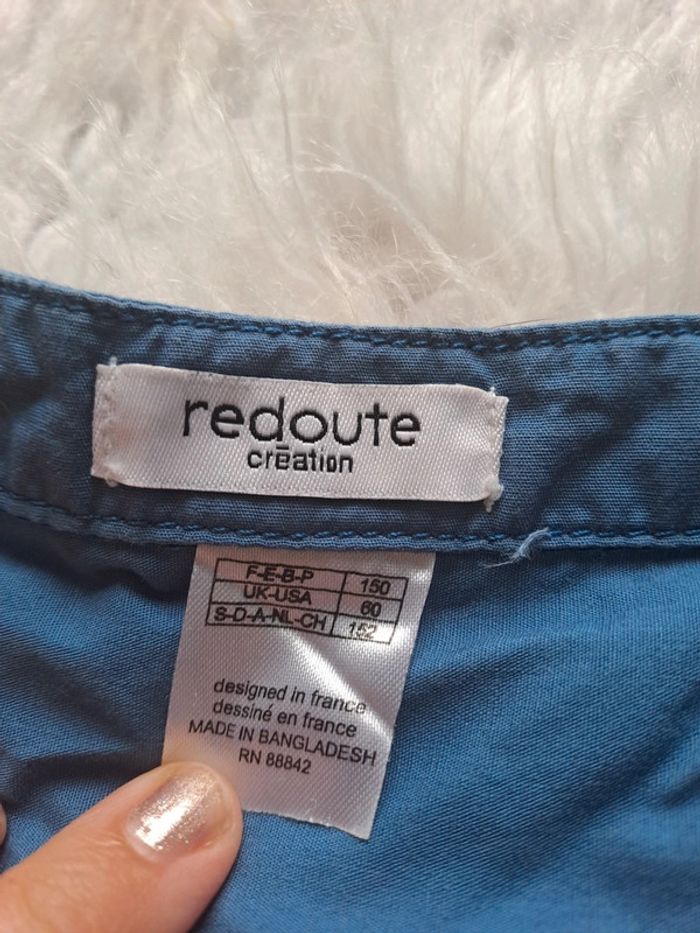 redoute
crēation
F-E-B-P 150
UK-USA 60
S-D-A-NL-CH 152
designed in france
dessiné en france
MADE IN BANGLADESH
RN 88842